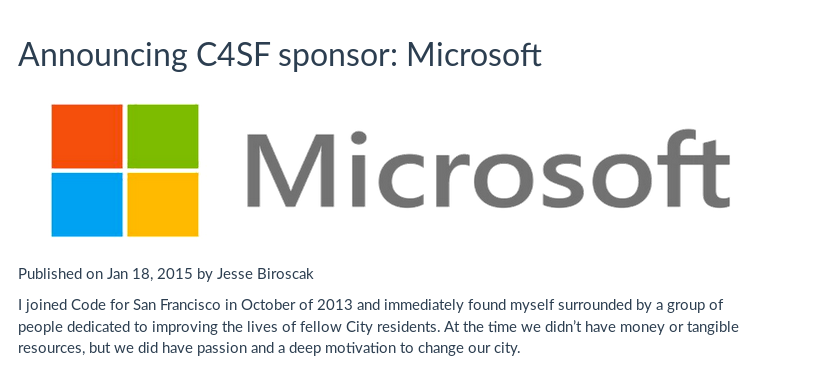 Announcing C4SF sponsor: Microsoft
Microsoft
Published on Jan 18, 2015 by Jesse Biroscak
I joined Code for San Francisco in October of 2013 and immediately found myself surrounded by a group of
people dedicated to improving the lives of fellow City residents. At the time we didn't have money or tangible
resources, but we did have passion and a deep motivation to change our city.